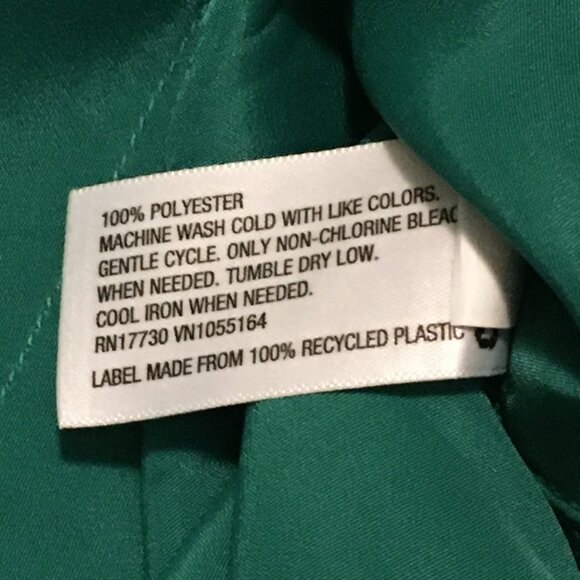 100% POLYESTER
MACHINE WASH COLD WITH LIKE COLORS.
GENTLE CYCLE. ONLY NON-CHLORINE BLEAC
WHEN NEEDED. TUMBLE DRY LOW.
COOL IRON WHEN NEEDED.
RN17730 VN1055164
LABEL MADE FROM 100% RECYCLED PLASTIC